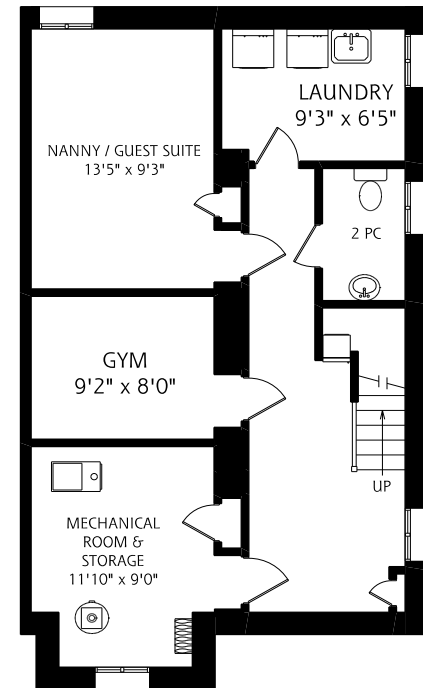 LAUNDRY
9'3" x 6'5"
NANNY / GUEST SUITE
13'5" x 9'3"
2 PC
GYM
9'2" x 8'0"
UP
MECHANICAL
ROOM &
STORAGE
11'10" x 9'0"